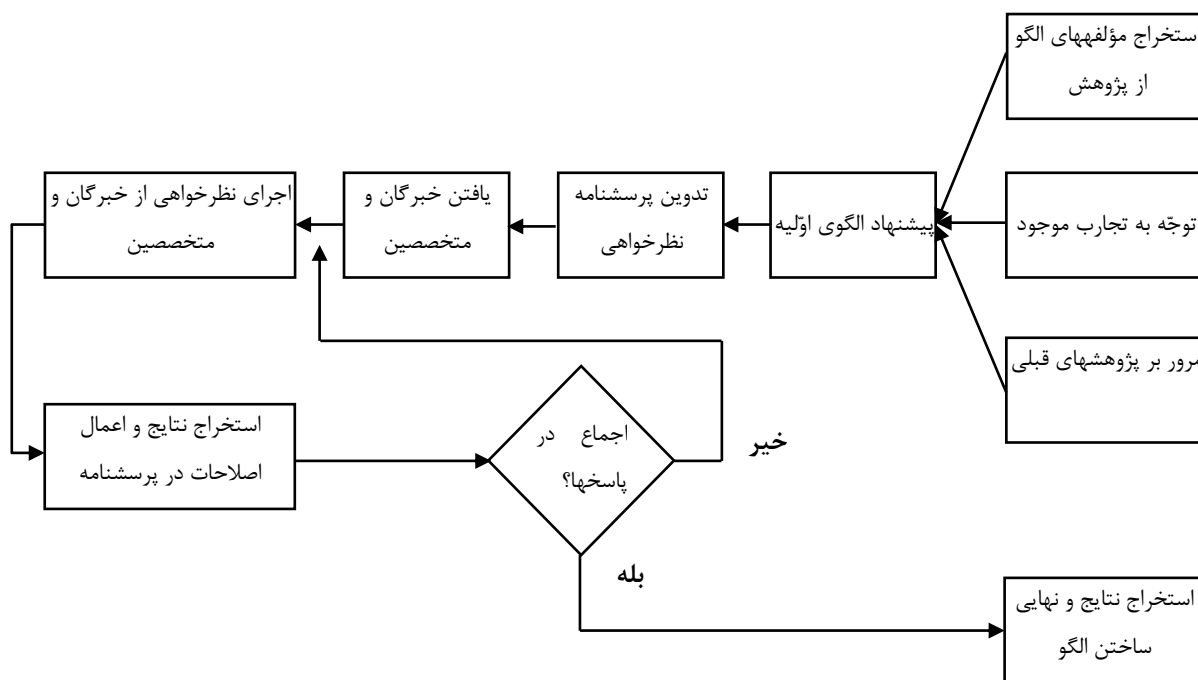 ستخراج مؤلفههای الگو
از پژوهش
توجّه به تجارب موجود
مرور بر پژوهشهای قبلی
پیشنهاد الگوی اوّلیه
تدوین پرسشنامه
نظرخواهی
یافتن خبرگان و
متخصصین
اجرای نظرخواهی از خبرگان و
متخصصین
استخراج نتایج و اعمال
اصلاحات در پرسشنامه
اجماع در
پاسخها؟
خیر
بله
استخراج نتایج و نهایی
ساختن الگو